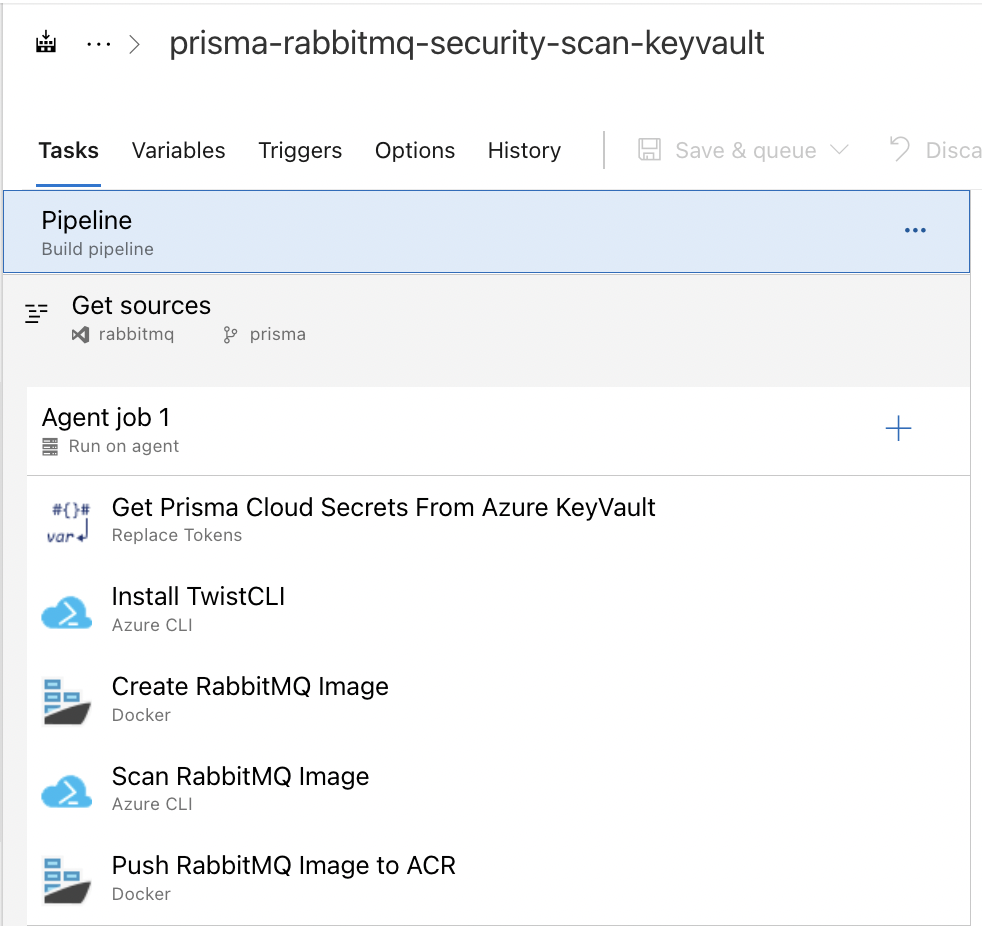 ··· > prisma-rabbitmq-security-scan-keyvault
Tasks Variables Triggers Options History Save & queue Disca
Pipeline
Build pipeline
Get sources
rabbitmq prisma
Agent job 1
Run on agent
#{}# Get Prisma Cloud Secrets From Azure KeyVault
var Replace Tokens
Install TwistCLI
Azure CLI
Create RabbitMQ Image
Docker
Scan RabbitMQ Image
Azure CLI
Push RabbitMQ Image to ACR
Docker